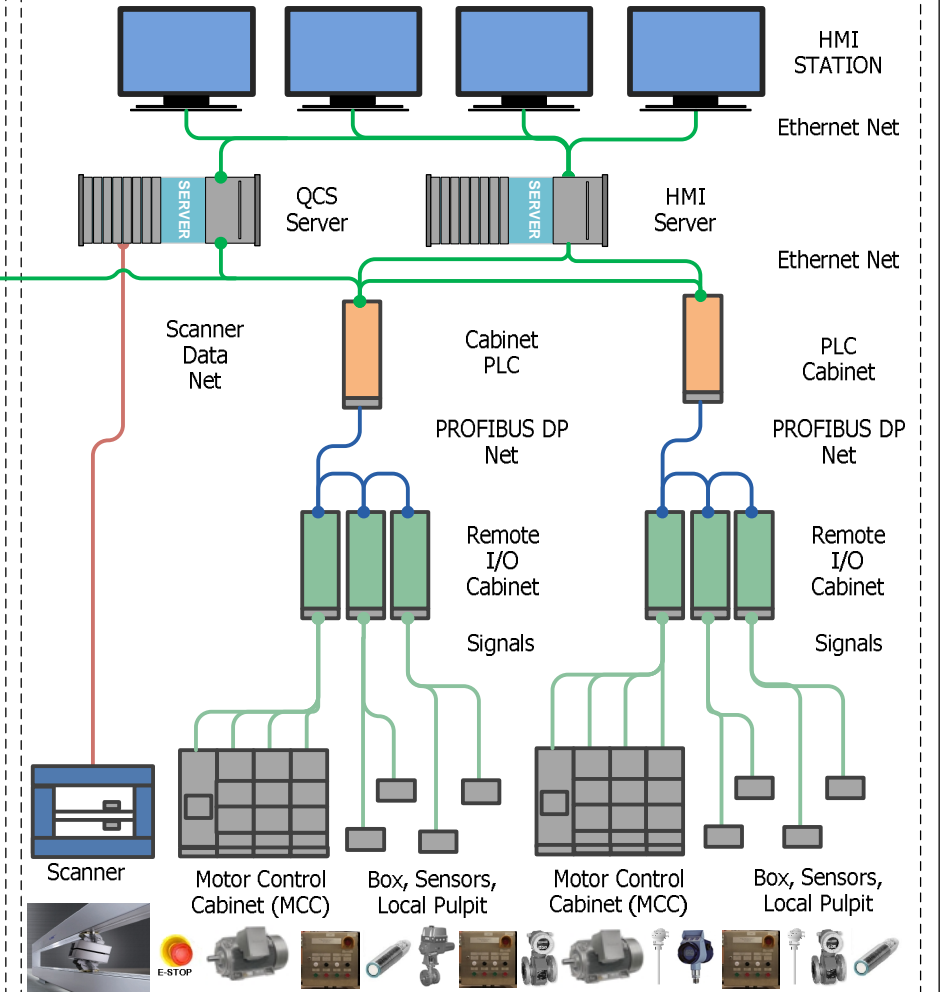 HMI
STATION
Ethernet Net
SERVER
QCS
Server
SERVER
HMI
Server
Ethernet Net
Scanner
Data
Net
Cabinet
PLC
PLC
Cabinet
PROFIBUS DP
Net
PROFIBUS DP
Net
Remote
I/O
Cabinet
Remote
I/O
Cabinet
Signals
Signals
Scanner
Motor Control
Cabinet (MCC)
Box, Sensors,
Local Pulpit
Motor Control
Cabinet (MCC)
Box, Sensors,
Local Pulpit
E-STOP